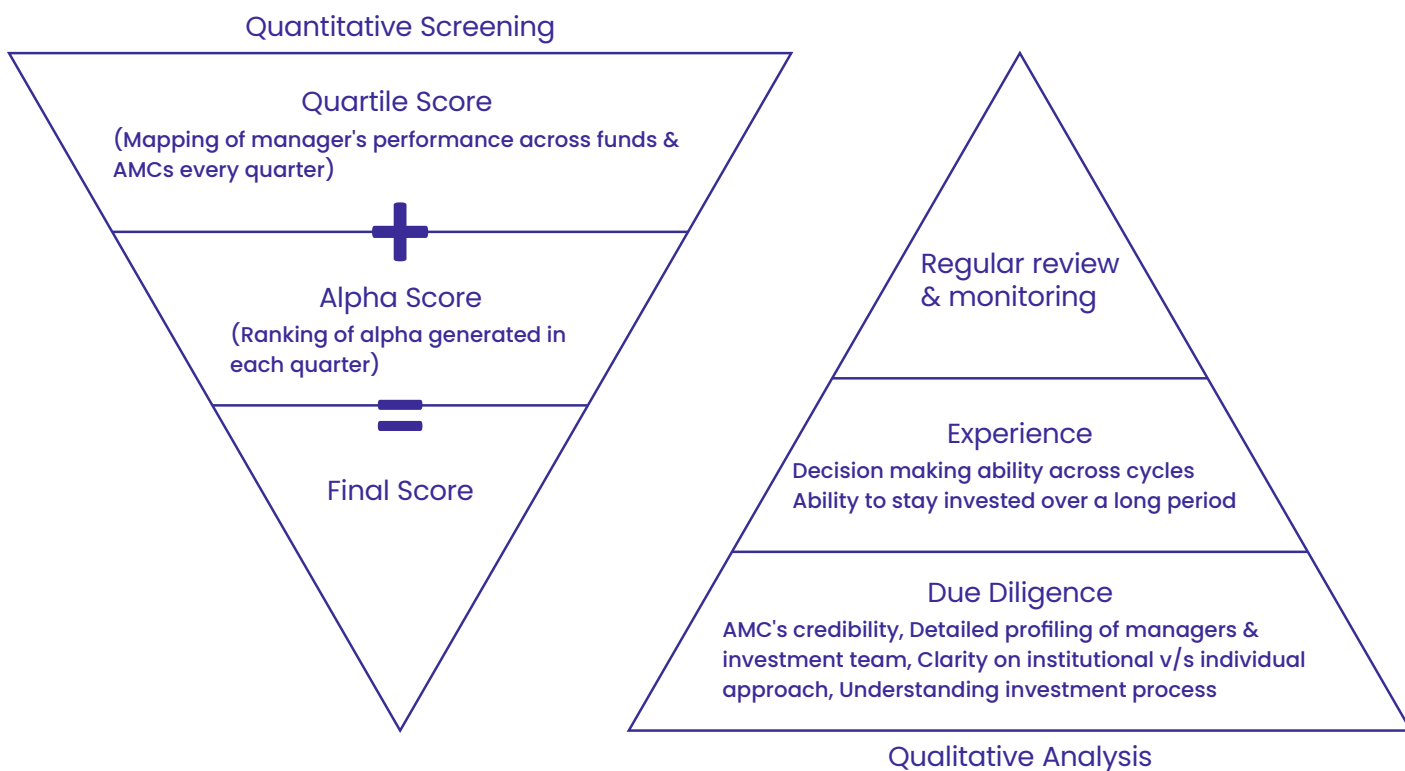 Quantitative Screening
Quartile Score
(Mapping of manager's performance across funds &
AMCs every quarter)
+
Alpha Score
(Ranking of alpha generated in
each quarter)
=
Final Score
Regular review
& monitoring
Experience
Decision making ability across cycles
Ability to stay invested over a long period
Due Diligence
AMC's credibility, Detailed profiling of managers &
investment team, Clarity on institutional v/s individual
approach, Understanding investment process
Qualitative Analysis